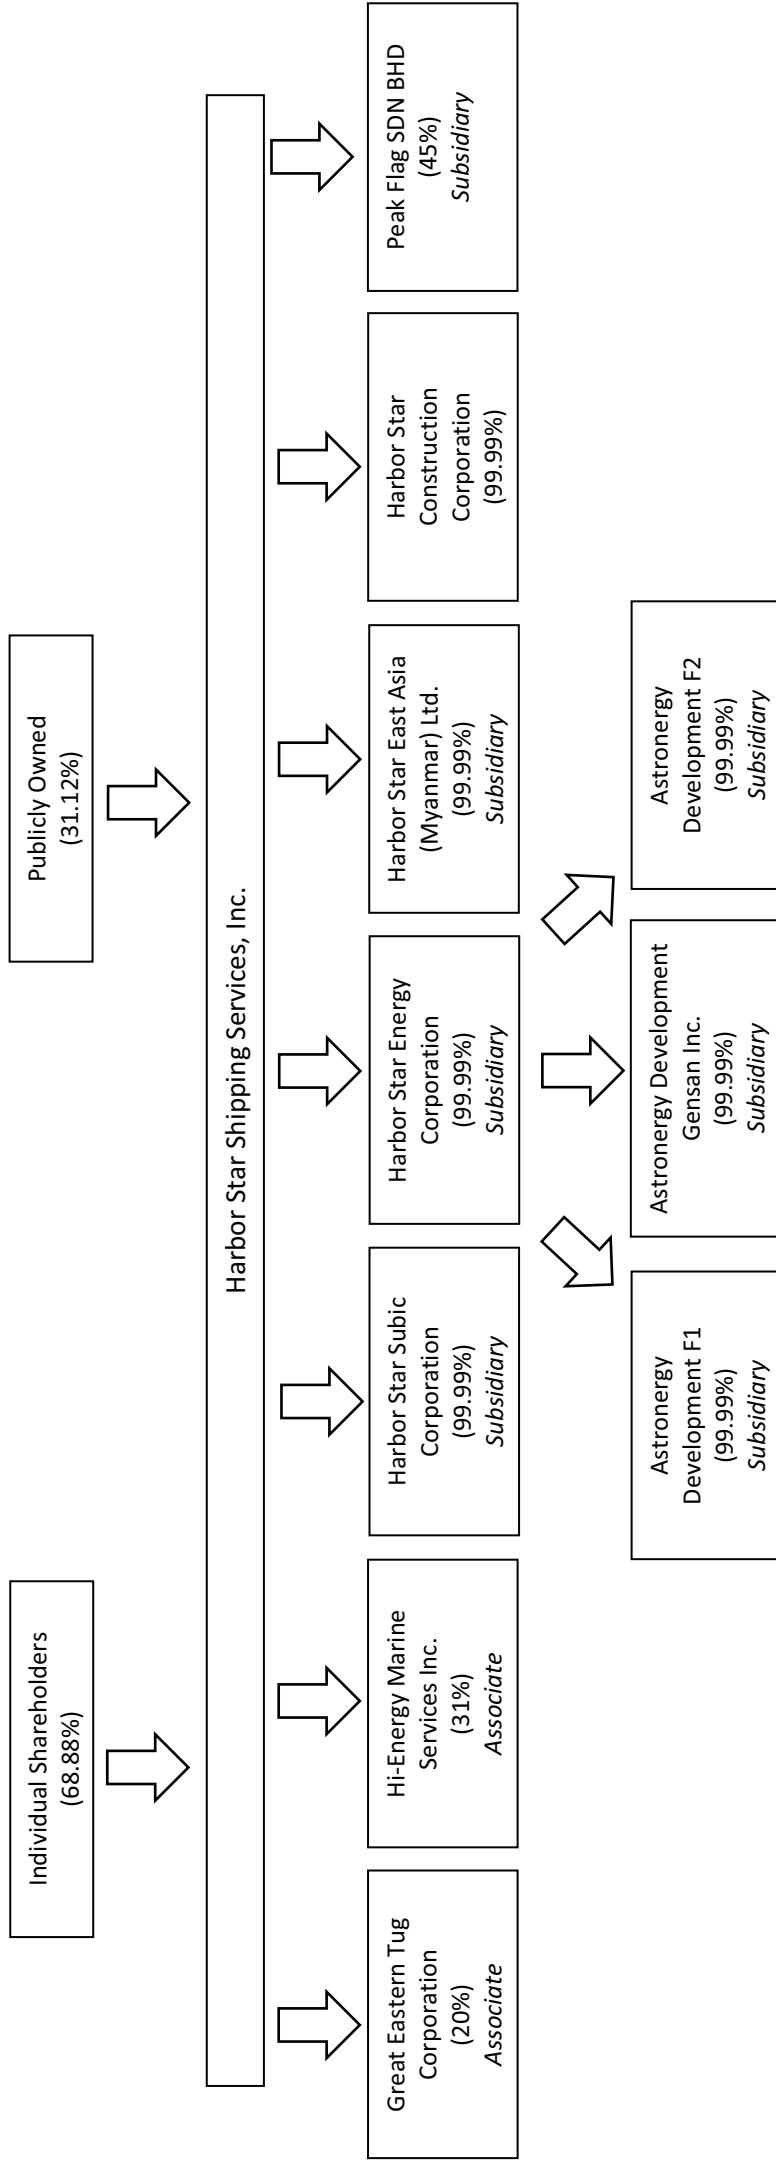 Individual Shareholders
(68.88%)
Publicly Owned
(31.12%)
Harbor Star Shipping Services, Inc.
Great Eastern Tug
Corporation
(20%)
Associate
Hi-Energy Marine
Services Inc.
(31%)
Associate
Harbor Star Subic
Corporation
(99.99%)
Subsidiary
Harbor Star Energy
Corporation
(99.99%)
Subsidiary
Harbor Star East Asia
(Myanmar) Ltd.
(99.99%)
Subsidiary
Harbor Star
Construction
Corporation
(99.99%)
Peak Flag SDN BHD
(45%)
Subsidiary
Astronergy
Development F1
(99.99%)
Subsidiary
Astronergy Development
Gensan Inc.
(99.99%)
Subsidiary
Astronergy
Development F2
(99.99%)
Subsidiary